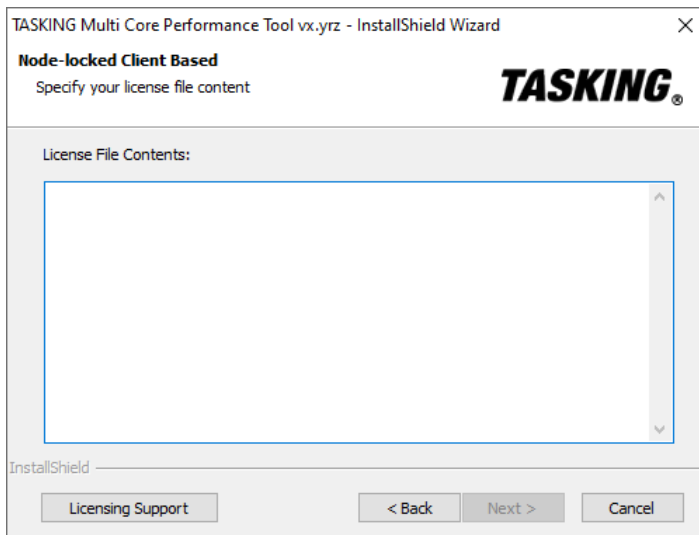 TASKING Multi Core Performance Tool vx.yrz - InstallShield Wizard
Node-locked Client Based
Specify your license file content
TASKING®
License File Contents:
InstallShield
Licensing Support
< Back
Next >
Cancel